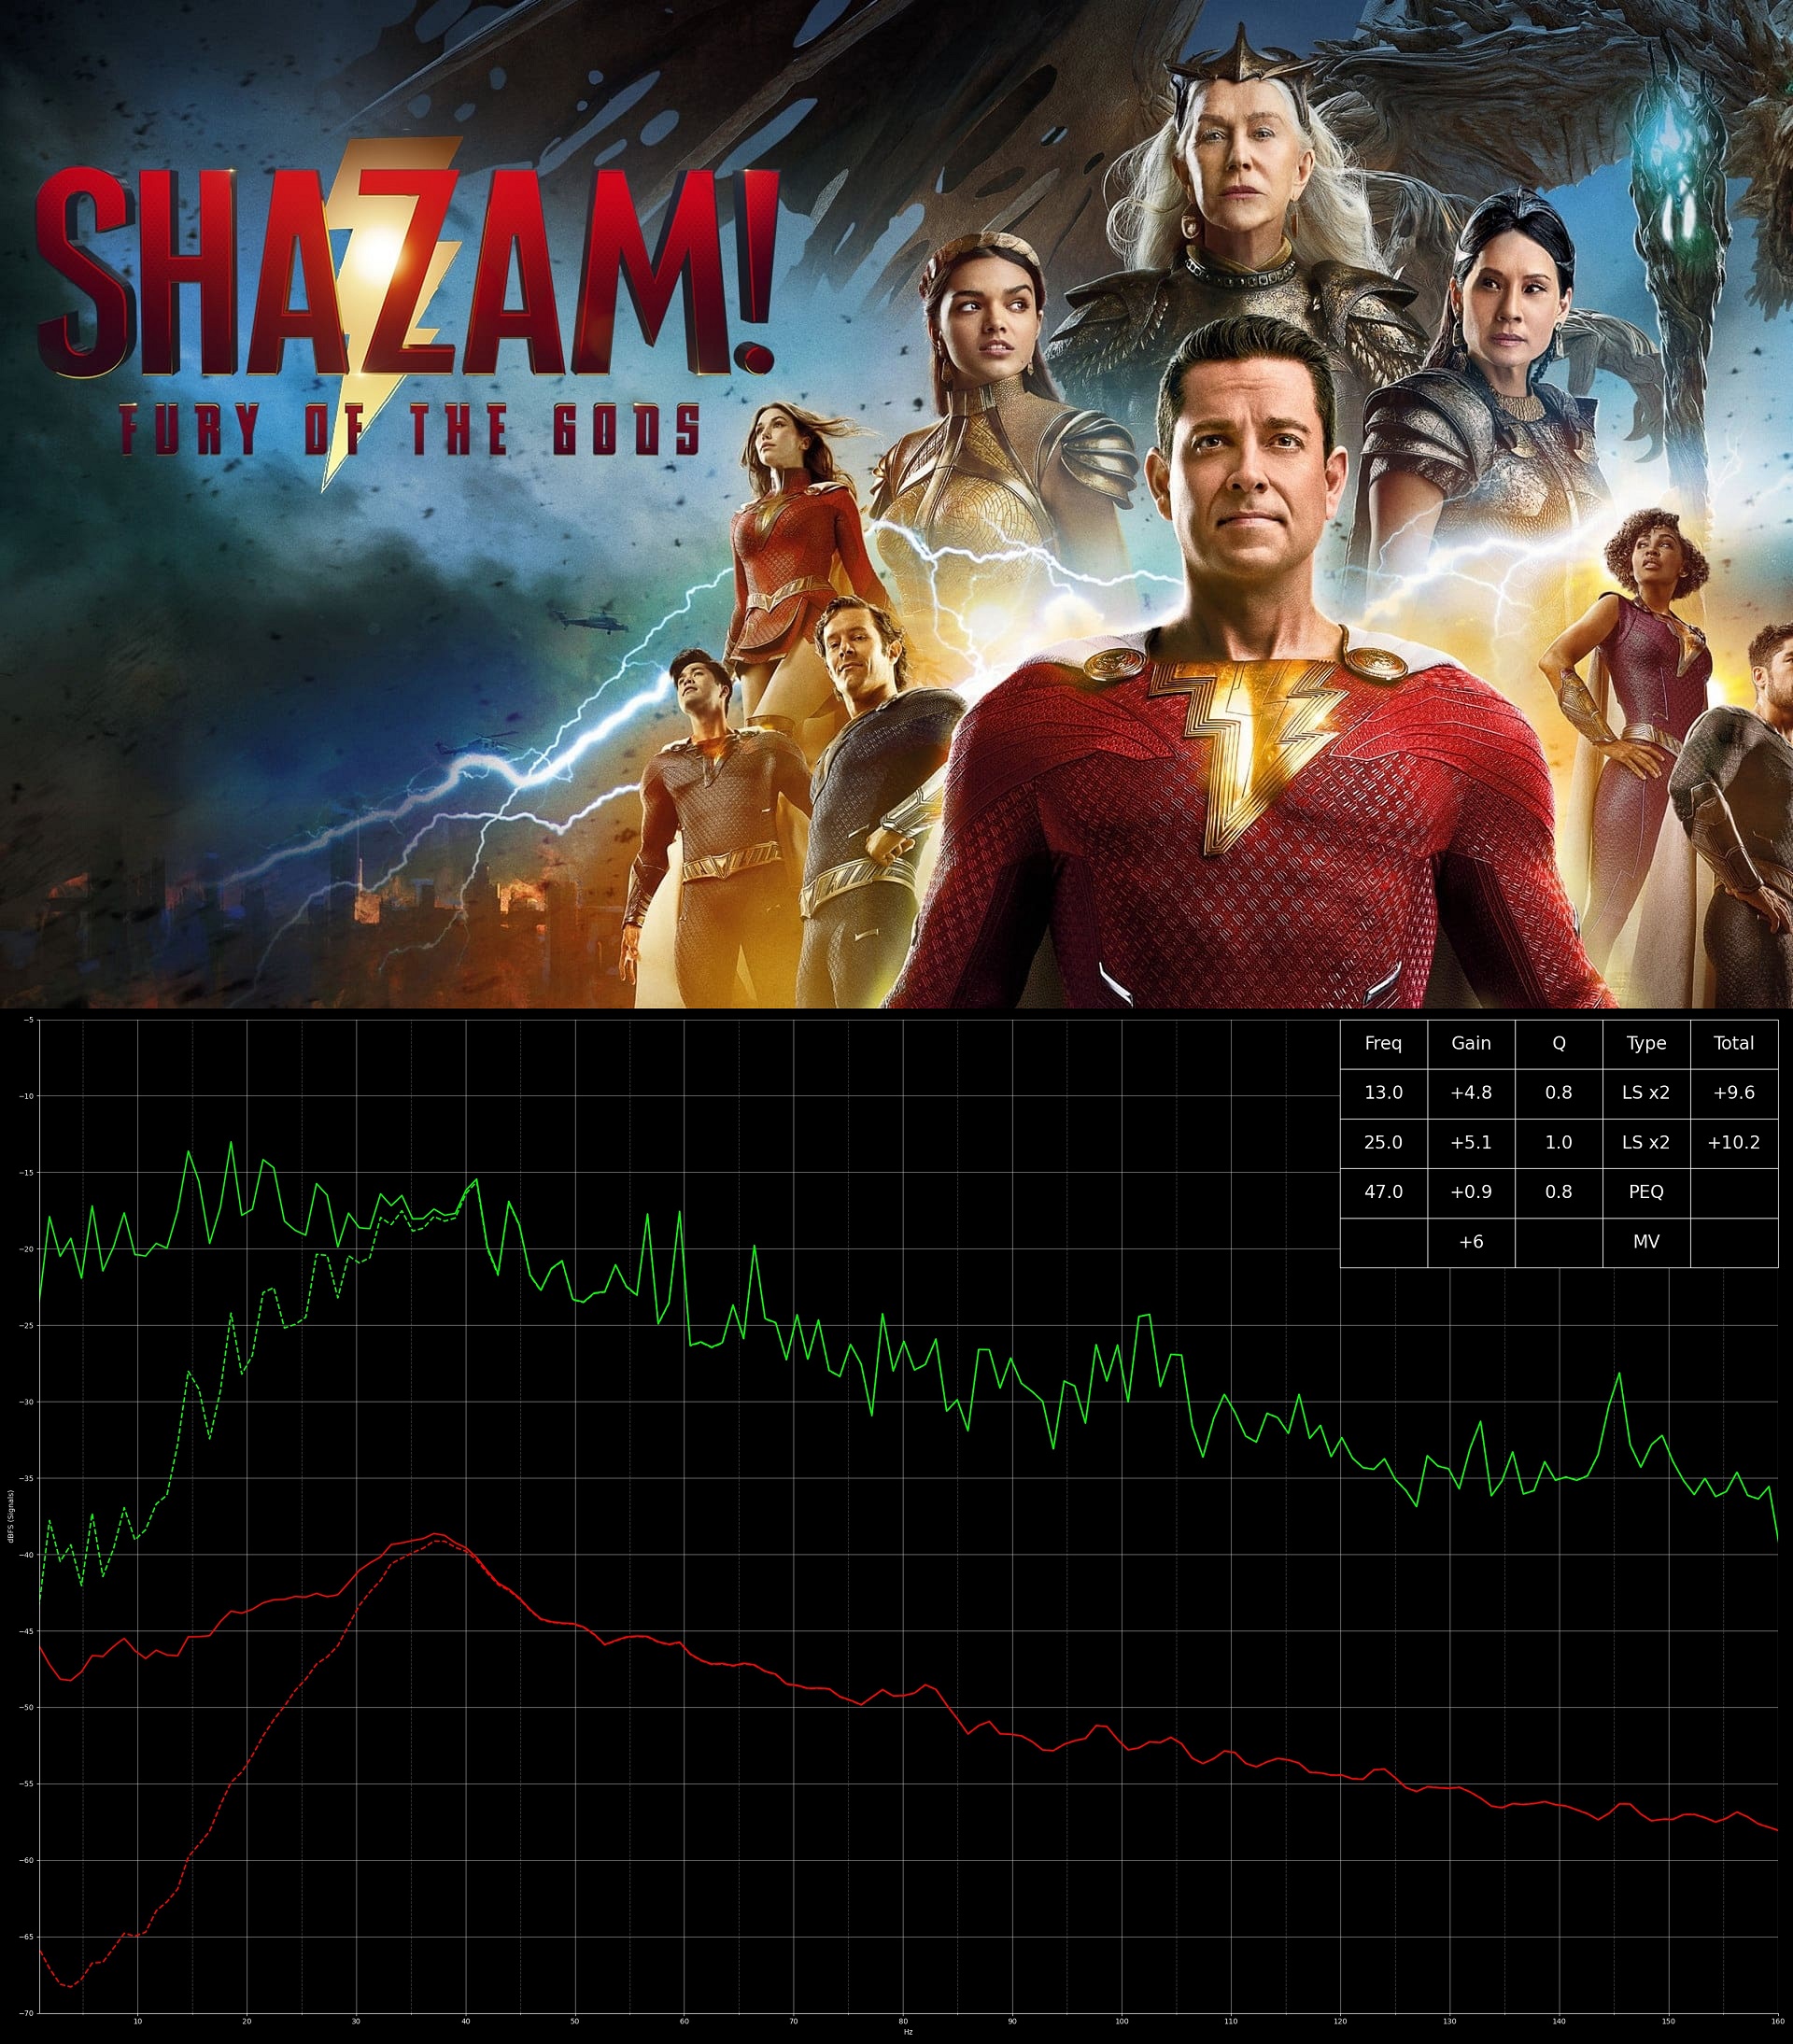 SHAZAM!
FURY OF THE GODS
Freq Gain Q Type Total
13.0 +4.8 0.8 LS x2 +9.6
25.0 +5.1 1.0 LS x2 +10.2
47.0 +0.9 0.8 PEQ
+6 MV
−5
−10
−15
−20
−25
−30
−35
−40
−45
−50
−55
−60
−65
−70
dBFS (Signals)
10 20 30 40 50 60 70 80 90 100 110 120 130 140 150 160
Hz